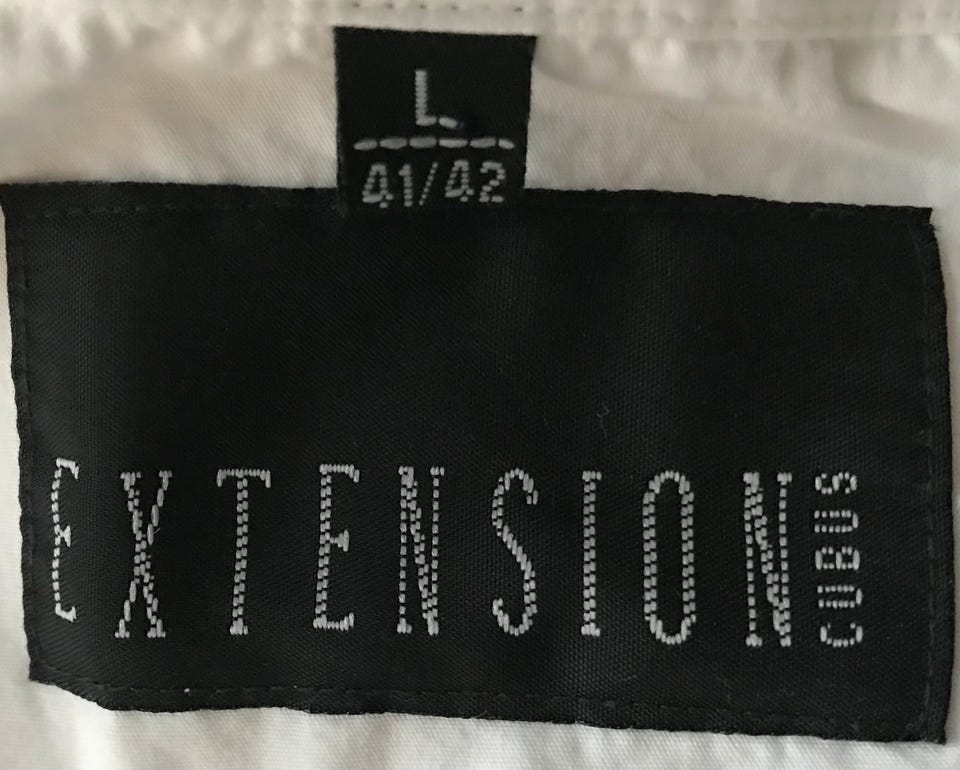 L
41/42
EXTENSION
CUBUS